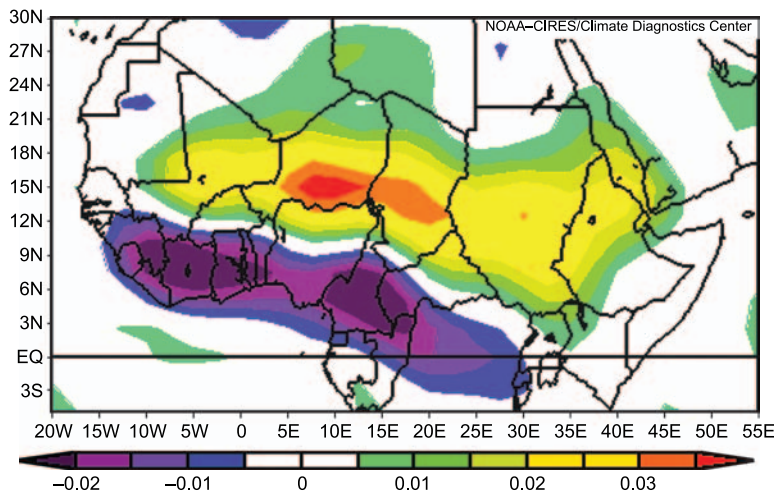 30N
NOAA–CIRES/Climate Diagnostics Center
27N
24N
21N
18N
15N
12N
9N
6N
3N
EQ
3S
20W 15W 10W 5W 0 5E 10E 15E 20E 25E 30E 35E 40E 45E 50E 55E
–0.02 –0.01 0 0.01 0.02 0.03